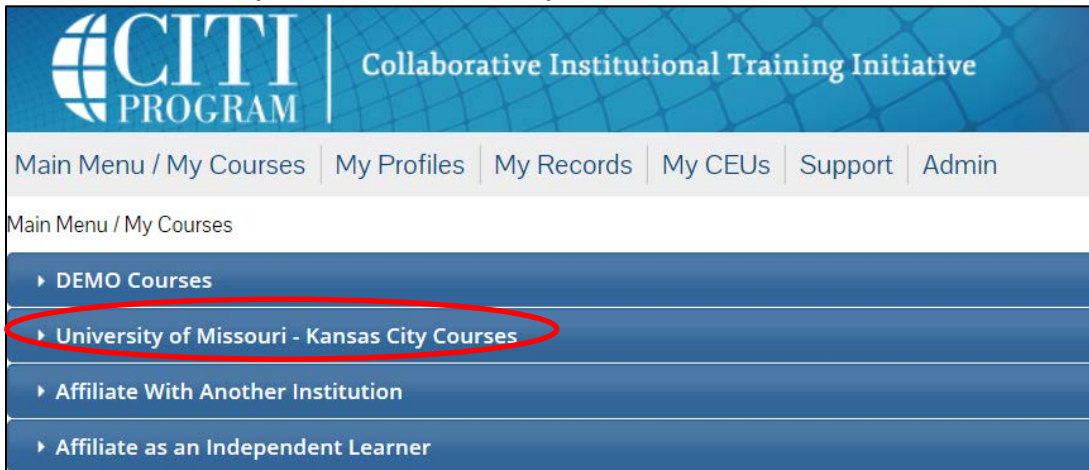 CITI
PROGRAM
Collaborative Institutional Training Initiative
Main Menu / My Courses My Profiles My Records My CEUs Support Admin
Main Menu / My Courses
DEMO Courses
University of Missouri - Kansas City Courses
Affiliate With Another Institution
Affiliate as an Independent Learner